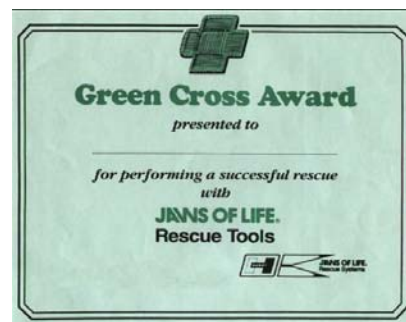 Green Cross Award
presented to
for performing a successful rescue
with
JAWS OF LIFE.
Rescue Tools
JAWS OF LIFE.
Rescue Systems